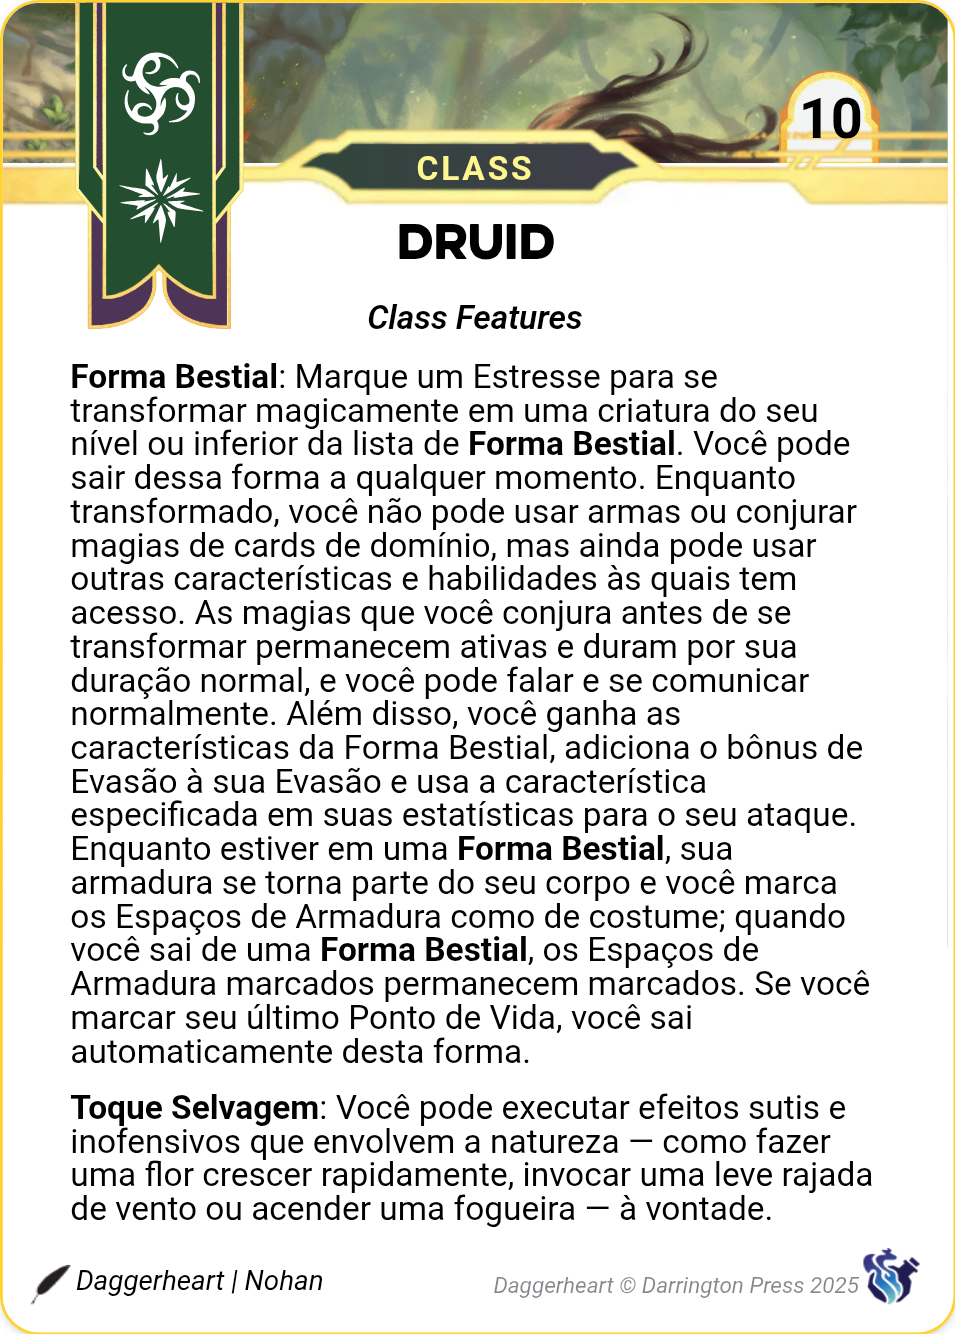 10
CLASS
DRUID
Class Features
Forma Bestial: Marque um Estresse para se
transformar magicamente em uma criatura do seu
nível ou inferior da lista de Forma Bestial. Você pode
sair dessa forma a qualquer momento. Enquanto
transformado, você não pode usar armas ou conjurar
magias de cards de domínio, mas ainda pode usar
outras características e habilidades às quais tem
acesso. As magias que você conjura antes de se
transformar permanecem ativas e duram por sua
duração normal, e você pode falar e se comunicar
normalmente. Além disso, você ganha as
características da Forma Bestial, adiciona o bônus de
Evasão à sua Evasão e usa a característica
especificada em suas estatísticas para o seu ataque.
Enquanto estiver em uma Forma Bestial, sua
armadura se torna parte do seu corpo e você marca
os Espaços de Armadura como de costume; quando
você sai de uma Forma Bestial, os Espaços de
Armadura marcados permanecem marcados. Se você
marcar seu último Ponto de Vida, você sai
automaticamente desta forma.
Toque Selvagem: Você pode executar efeitos sutis e
inofensivos que envolvem a natureza — como fazer
uma flor crescer rapidamente, invocar uma leve rajada
de vento ou acender uma fogueira — à vontade.
Daggerheart | Nohan
Daggerheart © Darrington Press 2025